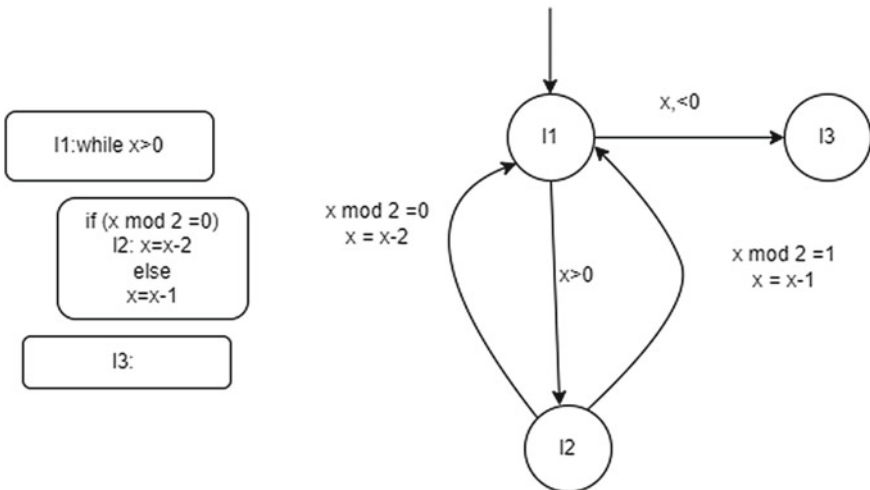 l1:while x>0
if (x mod 2 =0)
l2: x=x-2
else
x=x-1
l3:
l1
x,<0
l3
x mod 2 =0
x = x-2
x>0
x mod 2 =1
x = x-1
l2